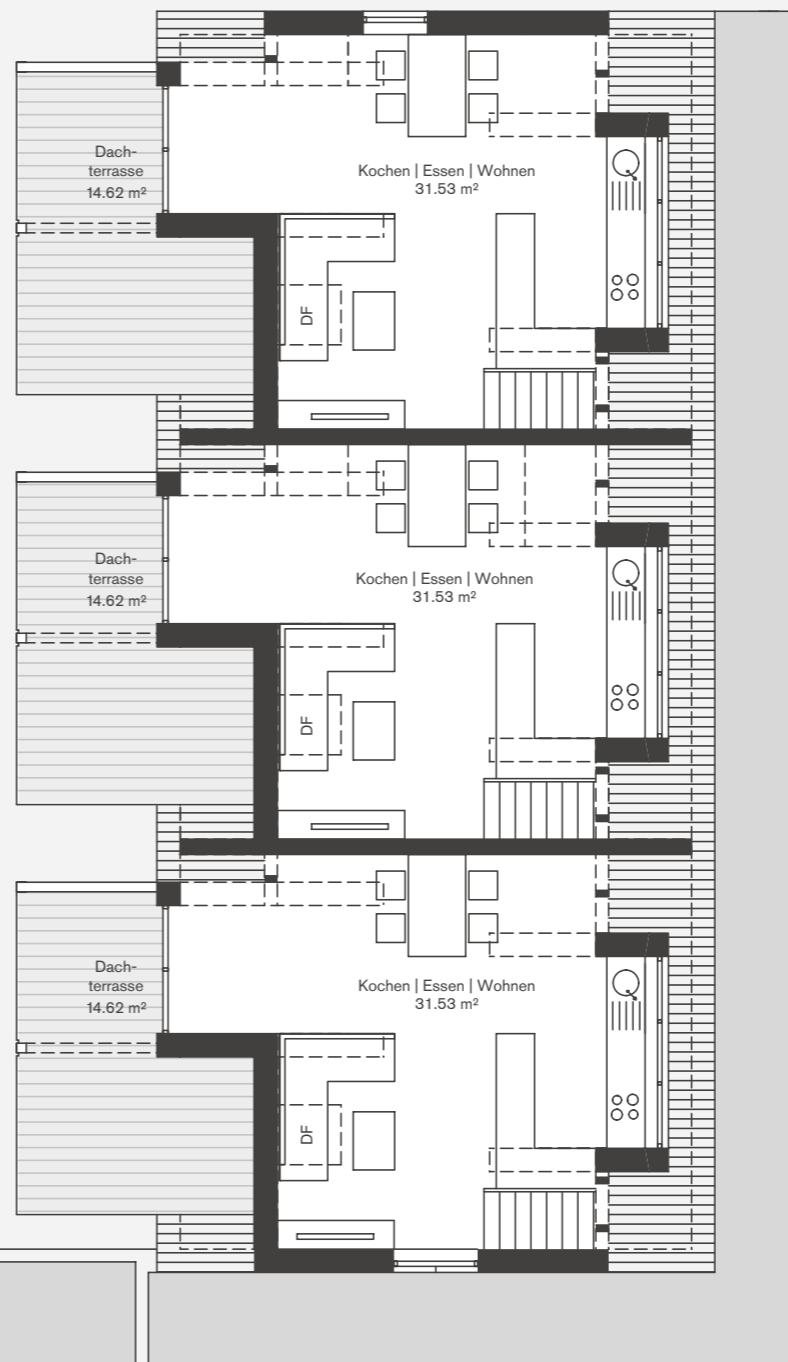 Dach-
terrasse
14.62 m²
Kochen | Essen | Wohnen
31.53 m²
DF
Dach-
terrasse
14.62 m²
Kochen | Essen | Wohnen
31.53 m²
DF
Dach-
terrasse
14.62 m²
Kochen | Essen | Wohnen
31.53 m²
DF